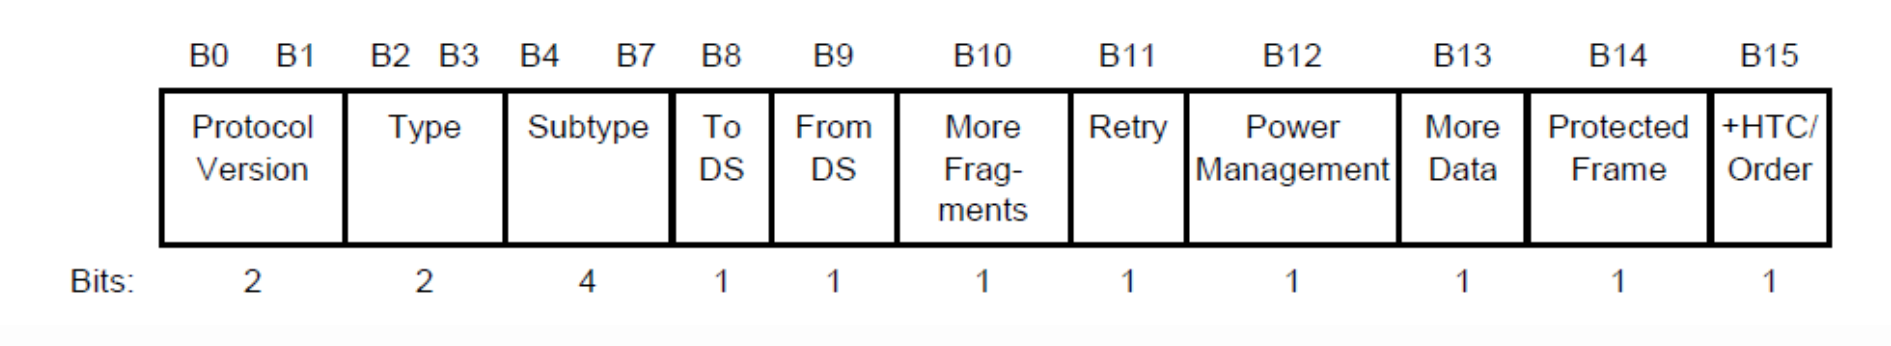 B0 B1 B2 B3 B4 B7 B8 B9 B10 B11 B12 B13 B14 B15
Protocol Type Subtype To From More Retry Power More Protected +HTC/
Version DS DS Frag- Management Data Frame Order
ments
Bits: 2 2 4 1 1 1 1 1 1 1 1